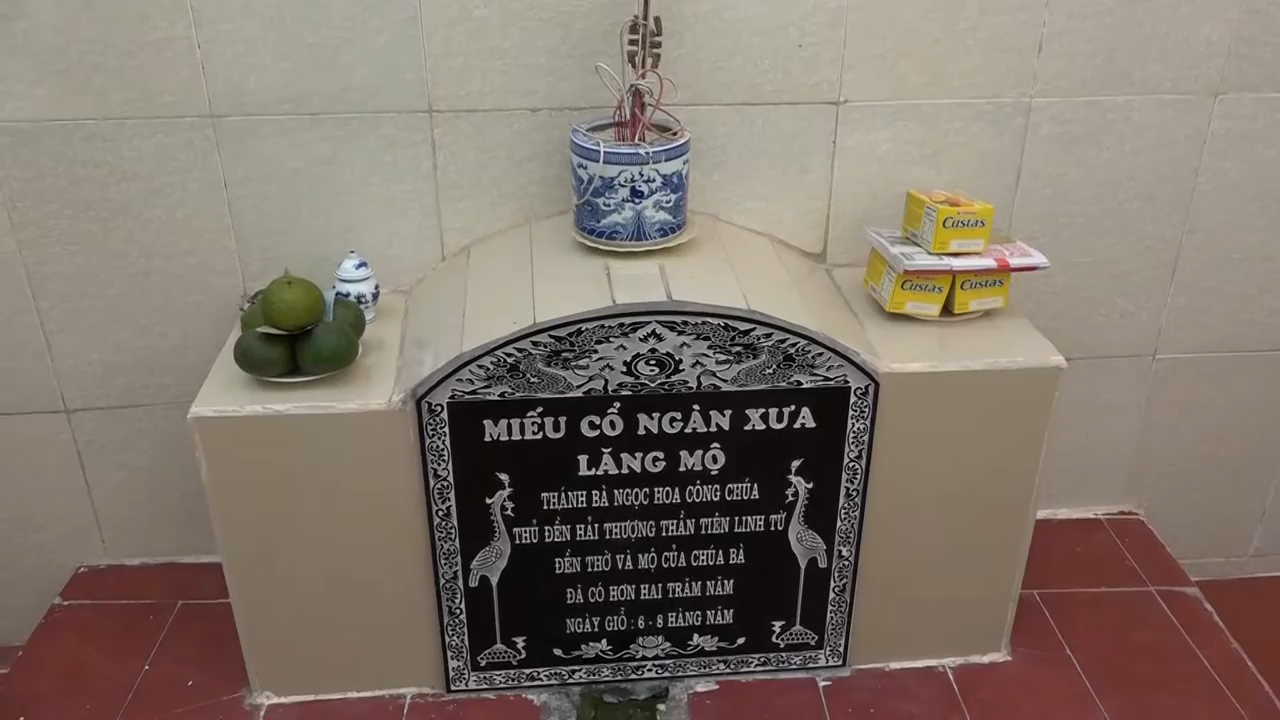 Custas
Custas
Custas
MIẾU CỔ NGÀN XƯA
LĂNG MỘ
THÁNH BÀ NGỌC HOA CÔNG CHÚA
THỦ ĐỀN HẢI THƯỢNG THẦN TIÊN LINH TỪ
ĐỀN THỜ VÀ MỘ CỦA CHÚA BÀ
ĐÃ CÓ HƠN HAI TRĂM NĂM
NGÀY GIỖ : 6 - 8 HÀNG NĂM